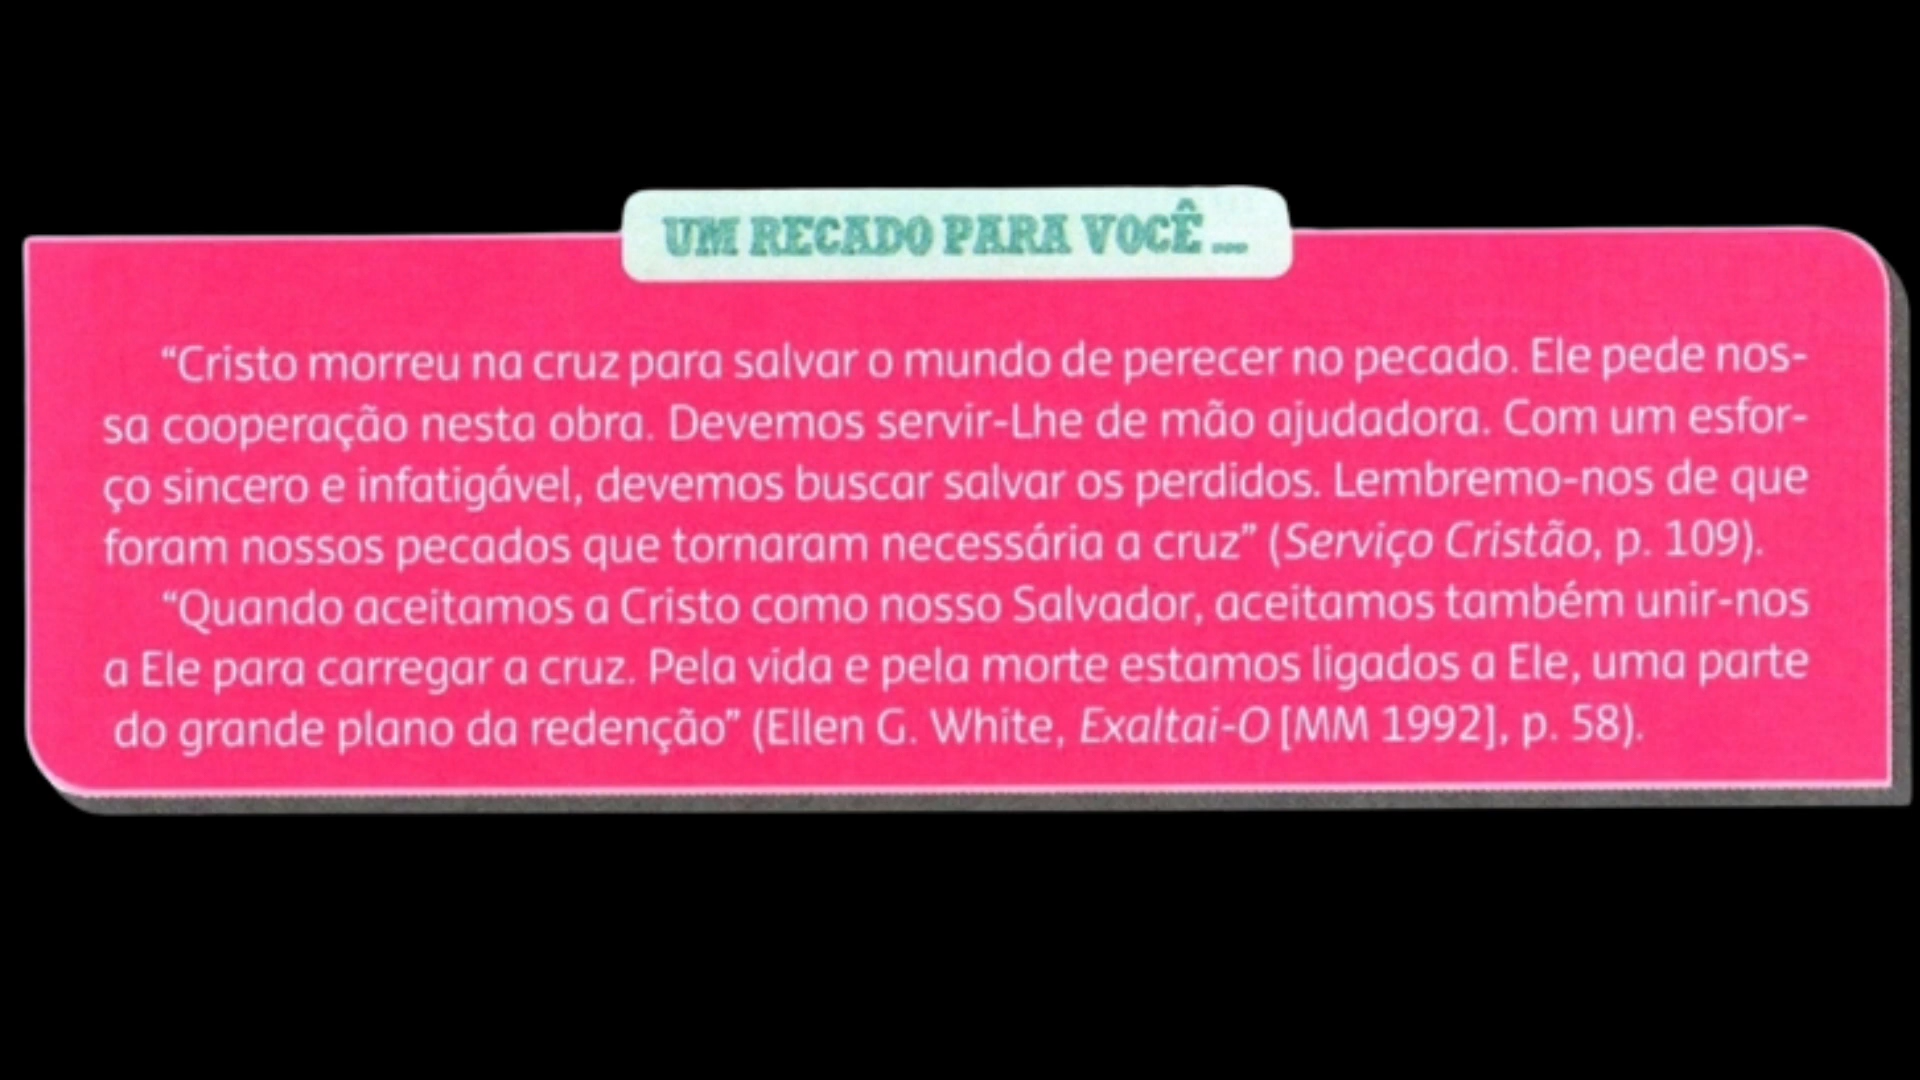 UM RECADO PARA VOCÊ...
“Cristo morreu na cruz para salvar o mundo de perecer no pecado. Ele pede nos-
sa cooperação nesta obra. Devemos servir-Lhe de mão ajudadora. Com um esfor-
ço sincero e infatigável, devemos buscar salvar os perdidos. Lembremo-nos de que
foram nossos pecados que tornaram necessária a cruz” (Serviço Cristão, p. 109).
“Quando aceitamos a Cristo como nosso Salvador, aceitamos também unir-nos
a Ele para carregar a cruz. Pela vida e pela morte estamos ligados a Ele, uma parte
do grande plano da redenção” (Ellen G. White, Exaltai-O [MM 1992], p. 58).